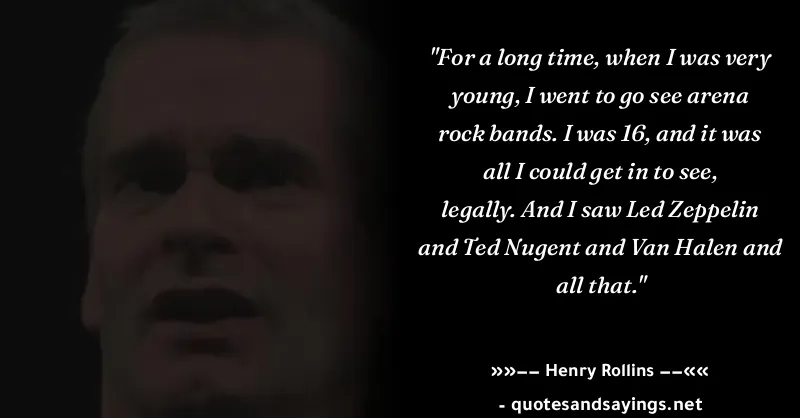 "For a long time, when I was very
young, I went to go see arena
rock bands. I was 16, and it was
all I could get in to see,
legally. And I saw Led Zeppelin
and Ted Nugent and Van Halen and
all that."
»»−− Henry Rollins −−««
- quotesandsayings.net